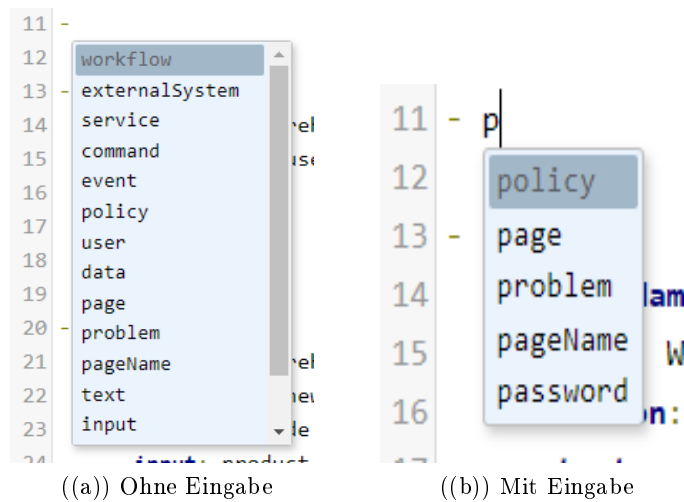 11 -
12
13 -
14
15
16
17
18
19
20 -
21
22
23
workflow
externalSystem
service
command
event
policy
user
data
page
problem
pageName
text
input
input: product
((a)) Ohne Eingabe
11 - p
12
13 -
14
15 W
16 n:
policy
page
problem
pageName
password
((b)) Mit Eingabe